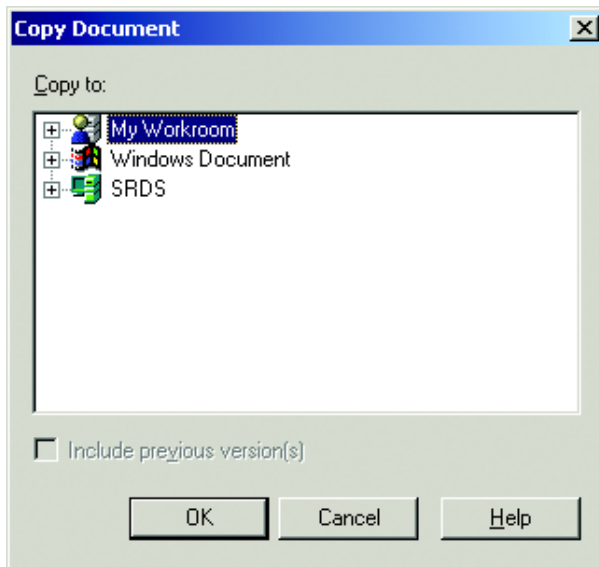 Copy Document
Copy to:
My Workroom
Windows Document
SRDS
Include previous version(s)
OK Cancel Help